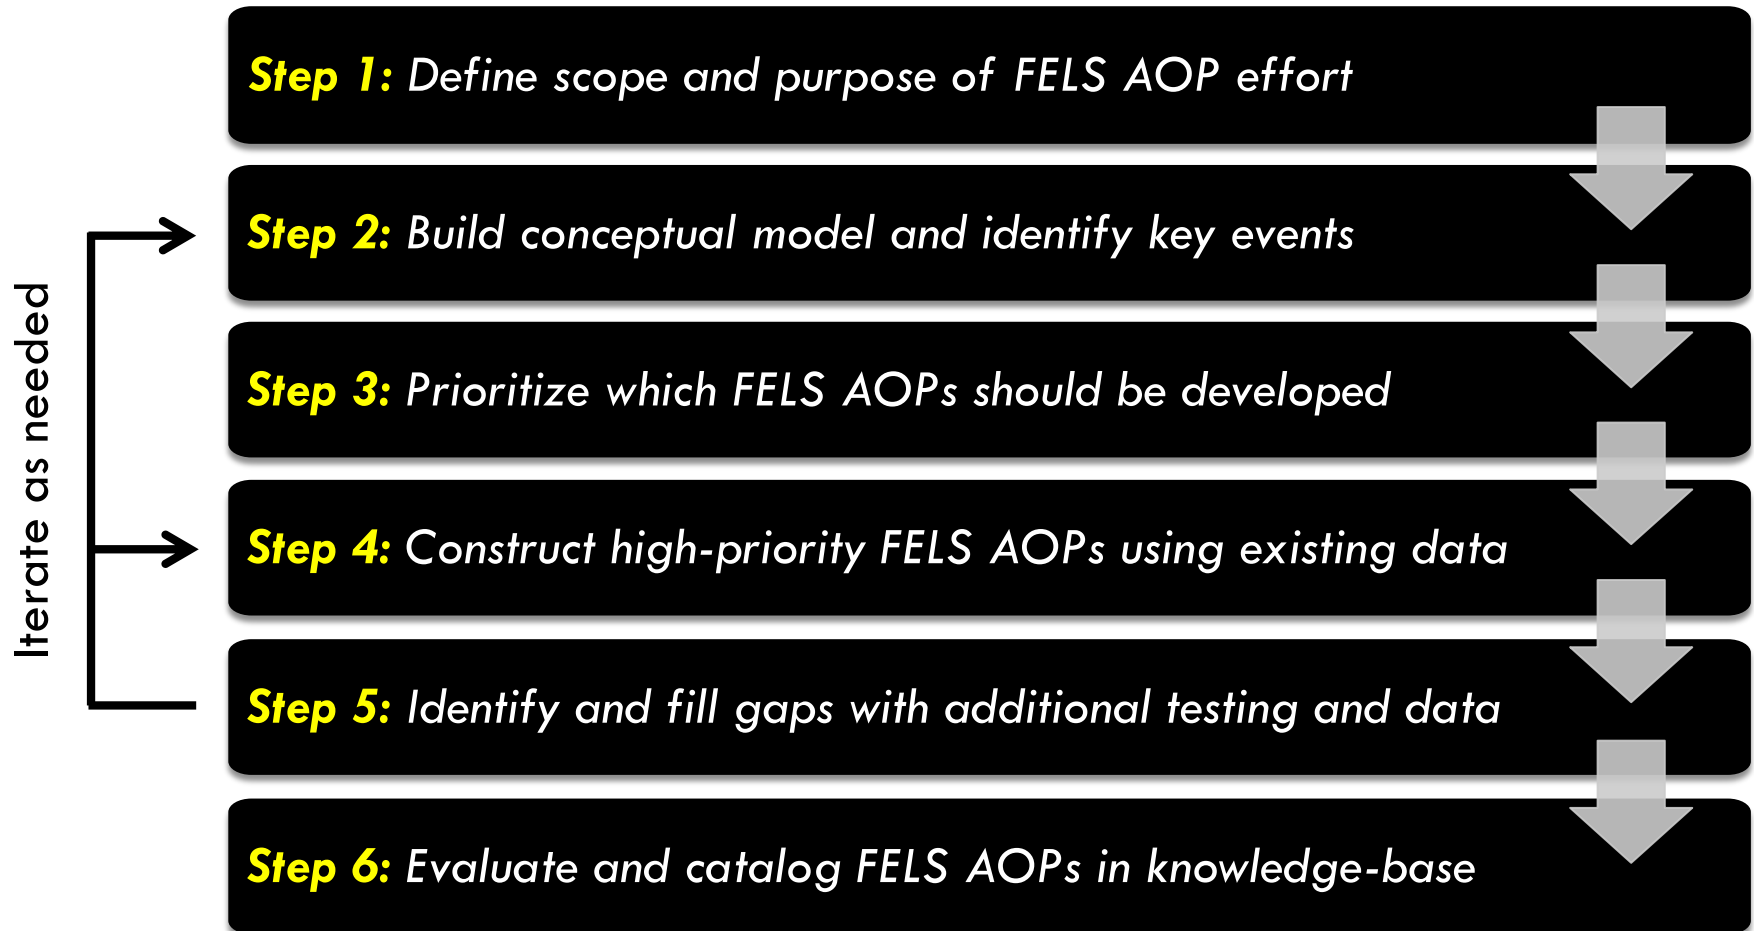 Step 1: Define scope and purpose of FELS AOP effort
Step 2: Build conceptual model and identify key events
Step 3: Prioritize which FELS AOPs should be developed
Step 4: Construct high-priority FELS AOPs using existing data
Step 5: Identify and fill gaps with additional testing and data
Step 6: Evaluate and catalog FELS AOPs in knowledge-base
Iterate as needed